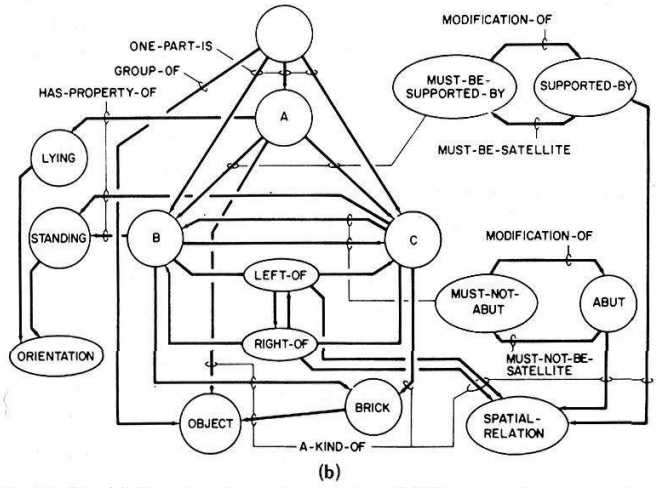 MODIFICATION-OF
ONE-PART-IS
GROUP-OF
HAS-PROPERTY-OF
MUST-BE-
SUPPORTED-BY
SUPPORTED-BY
A
LYING
MUST-BE-SATELLITE
STANDING
B
C
MODIFICATION-OF
LEFT-OF
MUST-NOT-
ABUT
ABUT
RIGHT-OF
ORIENTATION
MUST-NOT-BE-
SATELLITE
BRICK
OBJECT
SPATIAL-
RELATION
A-KIND-OF
(b)